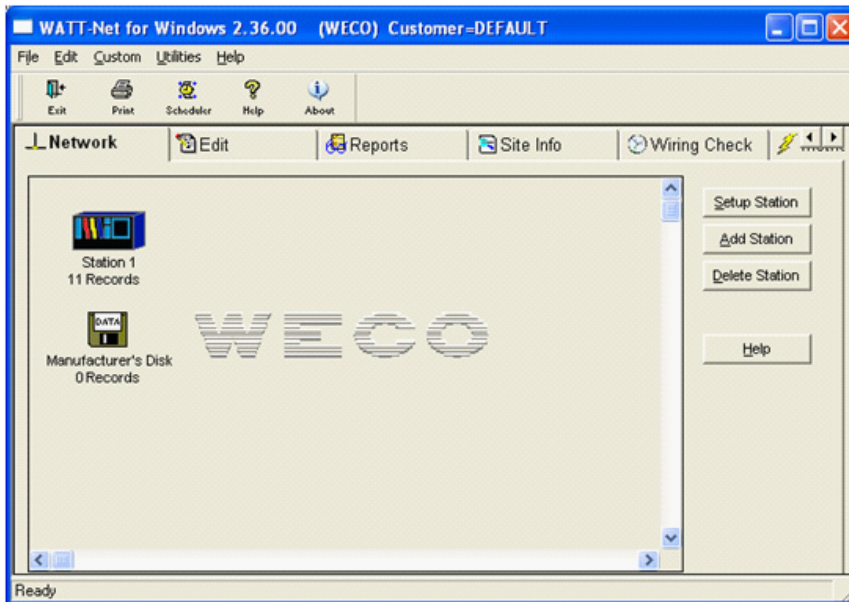 WATT-Net for Windows 2.36.00 (WECO) Customer=DEFAULT
File Edit Custom Utilities Help
Exit Print Scheduler Help About
Network Edit Reports Site Info Wiring Check
Setup Station
Add Station
Delete Station
Help
Station 1
11 Records
DATA
Manufacturer's Disk
0 Records
WECO
Ready